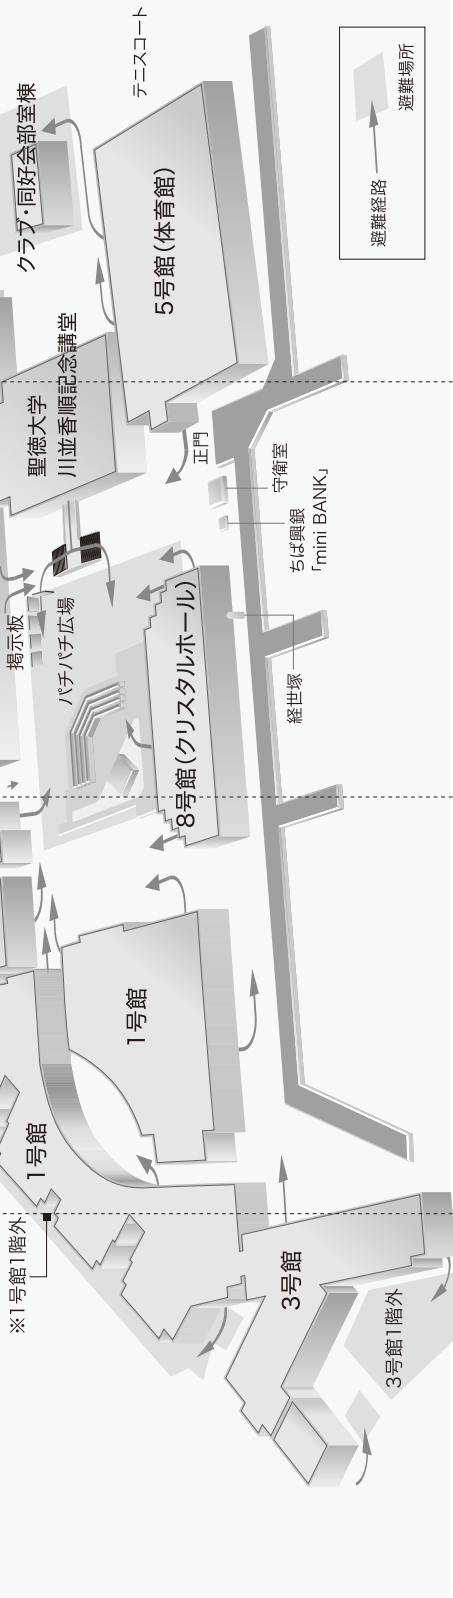 テニスコート
クラブ・同好会部室棟
5号館(体育館)
避難場所
避難経路
聖徳大学
川並香順記念講堂
正門
守衛室
ちば興銀
「mini BANK」
掲示板
パチパチ広場
8号館(クリスタルホール)
経世塚
1号館
1号館
※1号館1階外
3号館
3号館1階外